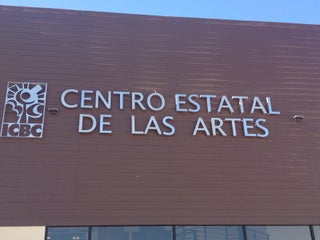 CENTRO ESTATAL
DE LAS ARTES
ICBC